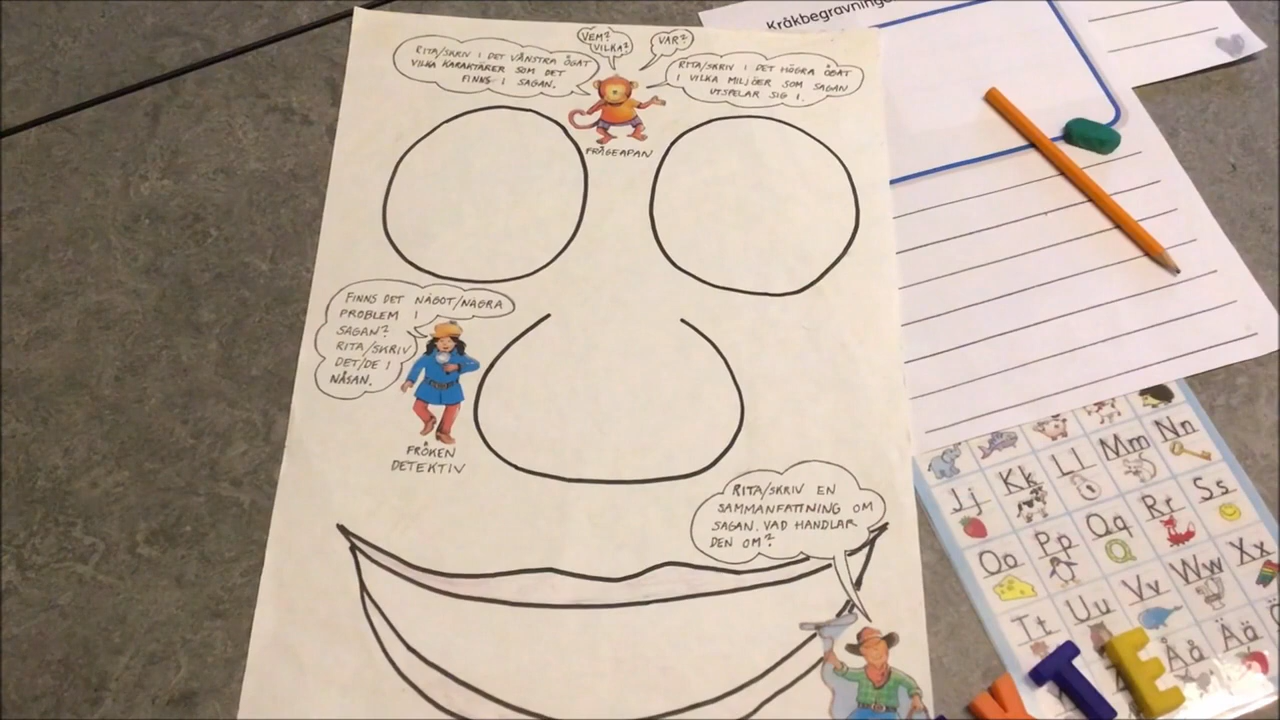 Kråkbegravningen
VEM?
VILKA?
VAR?
RITA/SKRIV I DET VÄNSTRA ÖGAT
VILKA KARAKTÄRER SOM DET
FINNS I SAGAN.
RITA/SKRIV I DET HÖGRA ÖGAT
I VILKA MILJÖER SOM SAGAN
UTSPELAR SIG I.
FRÅGEAPAN
FINNS DET NÅGOT/NÅGRA
PROBLEM I
SAGAN?
RITA/SKRIV
DET/DE I
NÄSAN.
FRÖKEN
DETEKTIV
RITA/SKRIV EN
SAMMANFATTNING OM
SAGAN. VAD HANDLAR
DEN OM?
Jj Kk Ll Mm Nn
Oo Pp Qq Rr Ss
Q
Tt Uu Vv Ww Xx
Åå Ää
T E